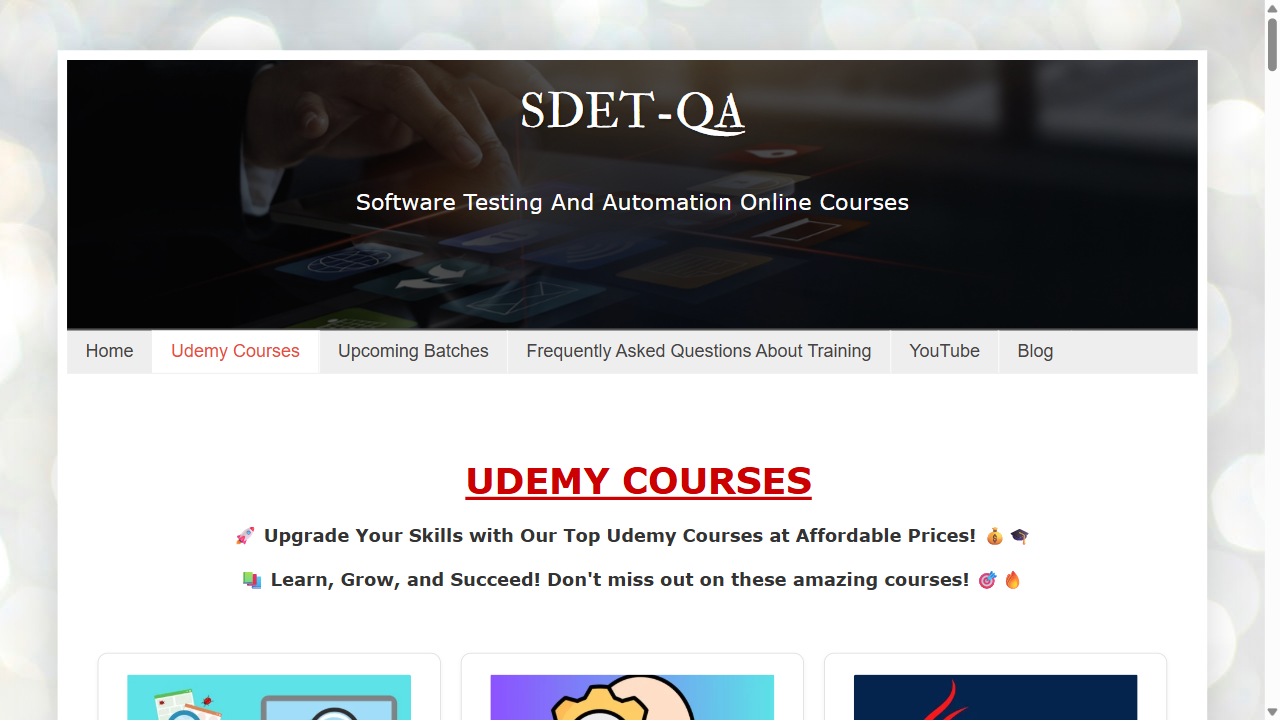 SDET-QA
Software Testing And Automation Online Courses
Home Udemy Courses Upcoming Batches Frequently Asked Questions About Training YouTube Blog
UDEMY COURSES
🚀 Upgrade Your Skills with Our Top Udemy Courses at Affordable Prices! 💰 🎓
📚 Learn, Grow, and Succeed! Don't miss out on these amazing courses! 🎯 🔥